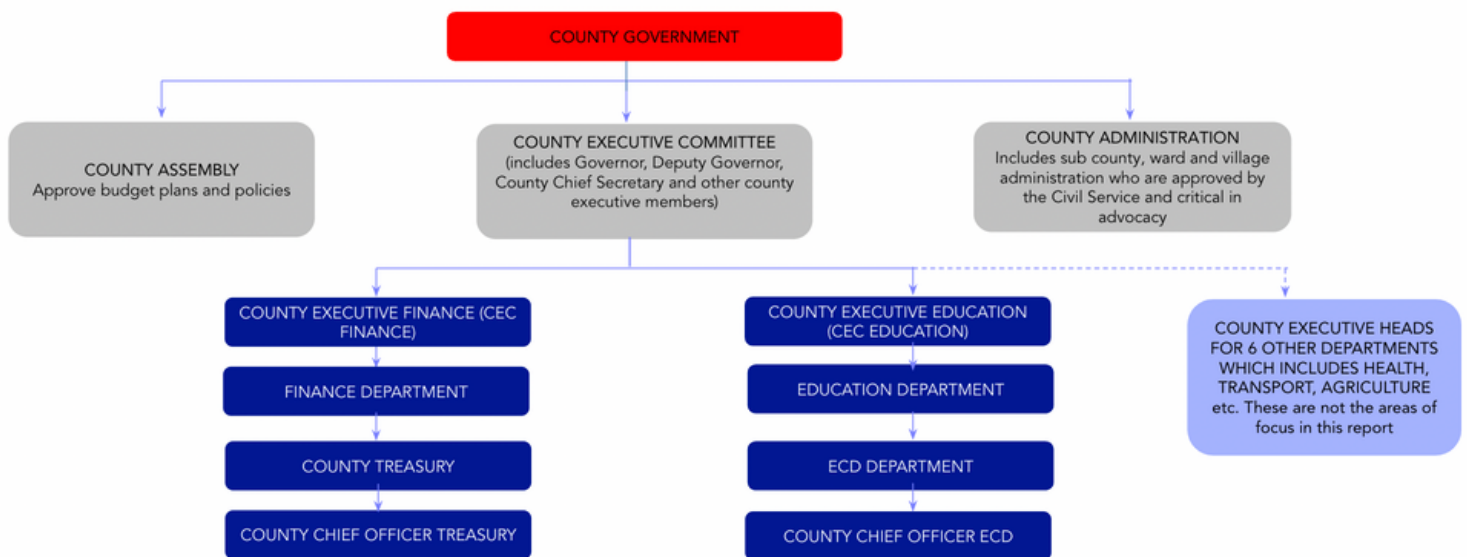 COUNTY GOVERNMENT
COUNTY ASSEMBLY
Approve budget plans and policies
COUNTY EXECUTIVE COMMITTEE
(includes Governor, Deputy Governor,
County Chief Secretary and other county
executive members)
COUNTY ADMINISTRATION
Includes sub county, ward and village
administration who are approved by
the Civil Service and critical in
advocacy
COUNTY EXECUTIVE FINANCE (CEC
FINANCE)
FINANCE DEPARTMENT
COUNTY TREASURY
COUNTY CHIEF OFFICER TREASURY
COUNTY EXECUTIVE EDUCATION
(CEC EDUCATION)
EDUCATION DEPARTMENT
ECD DEPARTMENT
COUNTY CHIEF OFFICER ECD
COUNTY EXECUTIVE HEADS
FOR 6 OTHER DEPARTMENTS
WHICH INCLUDES HEALTH,
TRANSPORT, AGRICULTURE
etc. These are not the areas of
focus in this report